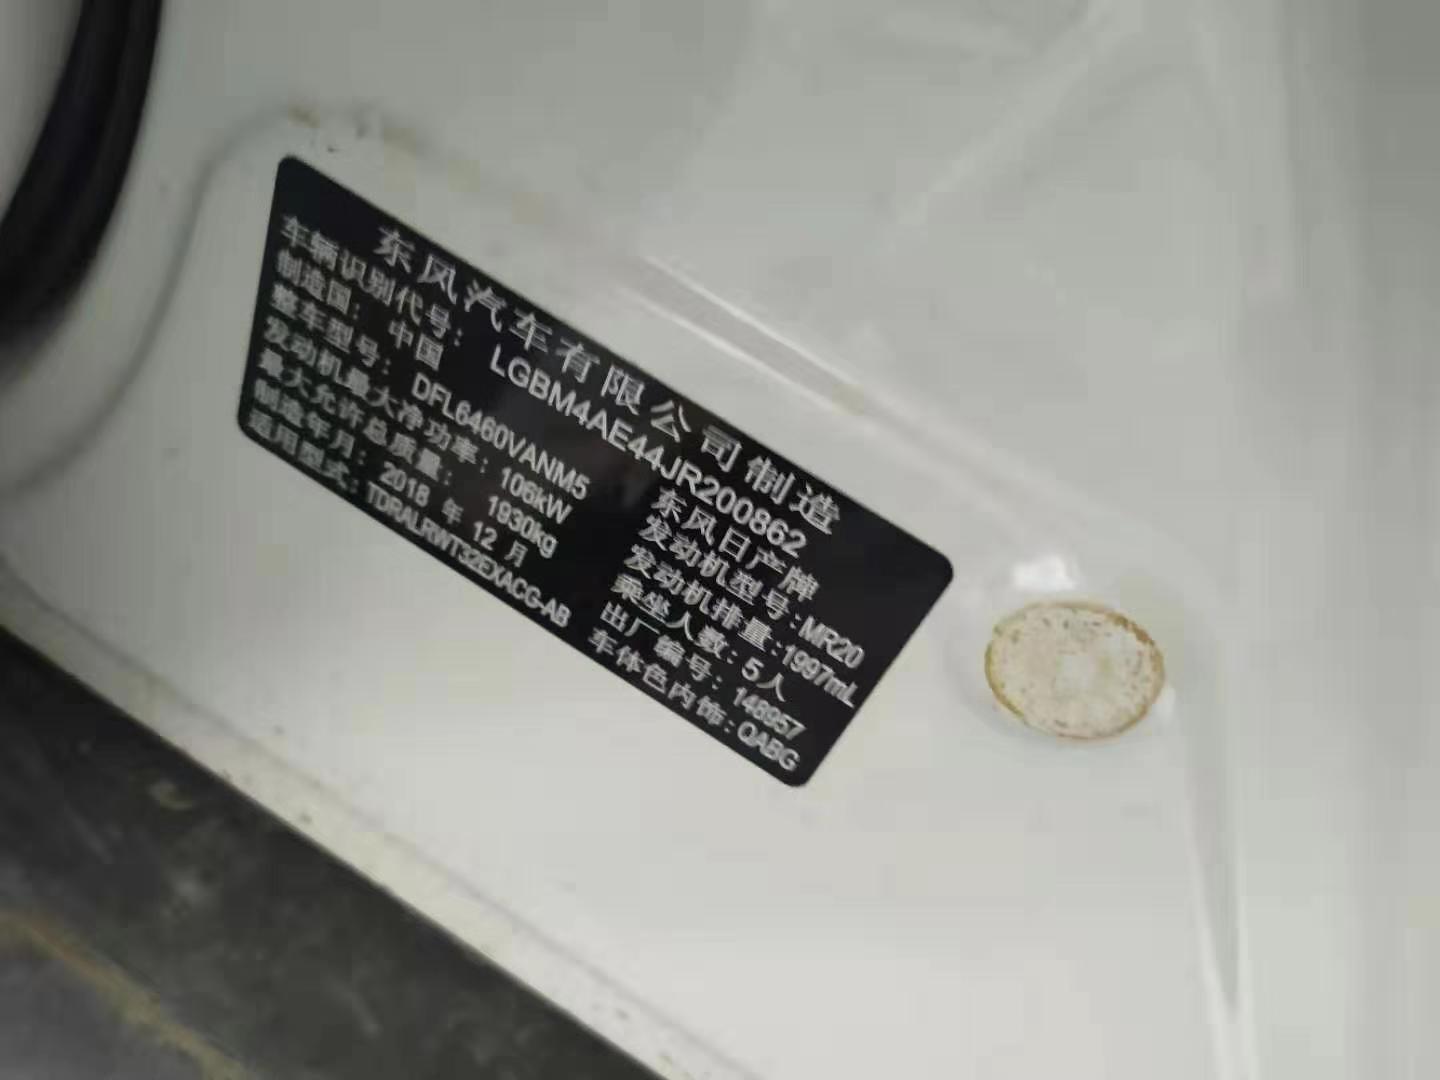 东风汽车有限公司制造
车辆识别代号: LGBM4AE44JR200862
制造国: 中国 东风日产牌
整车型号: DFL6460VANM5 发动机型号:MR20
发动机最大净功率: 106kW 发动机排量:1997mL
最大允许总质量: 1930kg 乘坐人数: 5人
制造年月: 2018 年 12 月 出厂编号: 148957
适用型式: TDRALRWT32EXACG-AB 车体色内饰:QABG